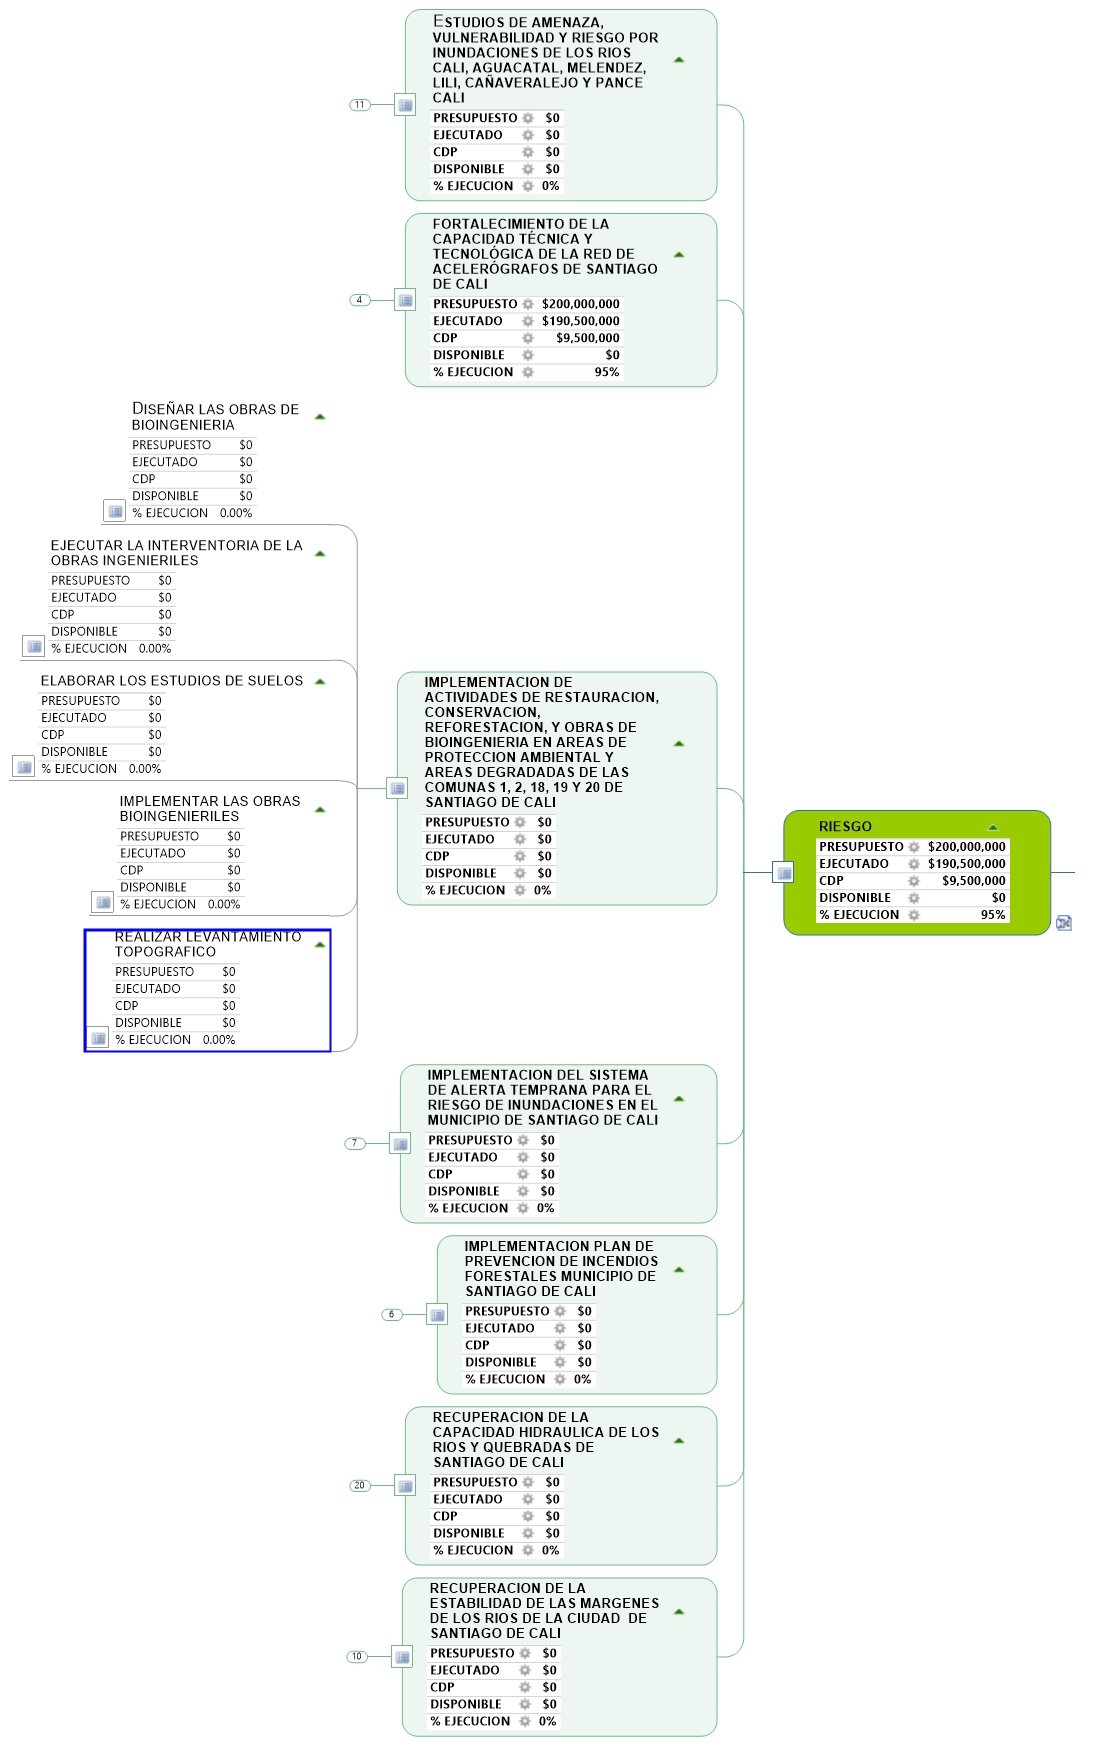 ESTUDIOS DE AMENAZA,
VULNERABILIDAD Y RIESGO POR
INUNDACIONES DE LOS RIOS
CALI, AGUACATAL, MELENDEZ,
LILI, CAÑAVERALEJO Y PANCE
CALI
11
PRESUPUESTO $0
EJECUTADO $0
CDP $0
DISPONIBLE $0
% EJECUCION 0%
FORTALECIMIENTO DE LA
CAPACIDAD TÉCNICA Y
TECNOLÓGICA DE LA RED DE
ACELERÓGRAFOS DE SANTIAGO
DE CALI
4
PRESUPUESTO $200,000,000
EJECUTADO $190,500,000
CDP $9,500,000
DISPONIBLE $0
% EJECUCION 95%
DISEÑAR LAS OBRAS DE
BIOINGENIERIA
PRESUPUESTO $0
EJECUTADO $0
CDP $0
DISPONIBLE $0
% EJECUCION 0.00%
EJECUTAR LA INTERVENTORIA DE LA
OBRAS INGENIERILES
PRESUPUESTO $0
EJECUTADO $0
CDP $0
DISPONIBLE $0
% EJECUCION 0.00%
ELABORAR LOS ESTUDIOS DE SUELOS
PRESUPUESTO $0
EJECUTADO $0
CDP $0
DISPONIBLE $0
% EJECUCION 0.00%
IMPLEMENTAR LAS OBRAS
BIOINGENIERILES
PRESUPUESTO $0
EJECUTADO $0
CDP $0
DISPONIBLE $0
% EJECUCION 0.00%
REALIZAR LEVANTAMIENTO
TOPOGRAFICO
PRESUPUESTO $0
EJECUTADO $0
CDP $0
DISPONIBLE $0
% EJECUCION 0.00%
IMPLEMENTACION DE
ACTIVIDADES DE RESTAURACION,
CONSERVACION,
REFORESTACION, Y OBRAS DE
BIOINGENIERIA EN AREAS DE
PROTECCION AMBIENTAL Y
AREAS DEGRADADAS DE LAS
COMUNAS 1, 2, 18, 19 Y 20 DE
SANTIAGO DE CALI
PRESUPUESTO $0
EJECUTADO $0
CDP $0
DISPONIBLE $0
% EJECUCION 0%
RIESGO
PRESUPUESTO $200,000,000
EJECUTADO $190,500,000
CDP $9,500,000
DISPONIBLE $0
% EJECUCION 95%
IMPLEMENTACION DEL SISTEMA
DE ALERTA TEMPRANA PARA EL
RIESGO DE INUNDACIONES EN EL
MUNICIPIO DE SANTIAGO DE CALI
7
PRESUPUESTO $0
EJECUTADO $0
CDP $0
DISPONIBLE $0
% EJECUCION 0%
IMPLEMENTACION PLAN DE
PREVENCION DE INCENDIOS
FORESTALES MUNICIPIO DE
SANTIAGO DE CALI
6
PRESUPUESTO $0
EJECUTADO $0
CDP $0
DISPONIBLE $0
% EJECUCION 0%
RECUPERACION DE LA
CAPACIDAD HIDRAULICA DE LOS
RIOS Y QUEBRADAS DE
SANTIAGO DE CALI
20
PRESUPUESTO $0
EJECUTADO $0
CDP $0
DISPONIBLE $0
% EJECUCION 0%
RECUPERACION DE LA
ESTABILIDAD DE LAS MARGENES
DE LOS RIOS DE LA CIUDAD DE
SANTIAGO DE CALI
10
PRESUPUESTO $0
EJECUTADO $0
CDP $0
DISPONIBLE $0
% EJECUCION 0%